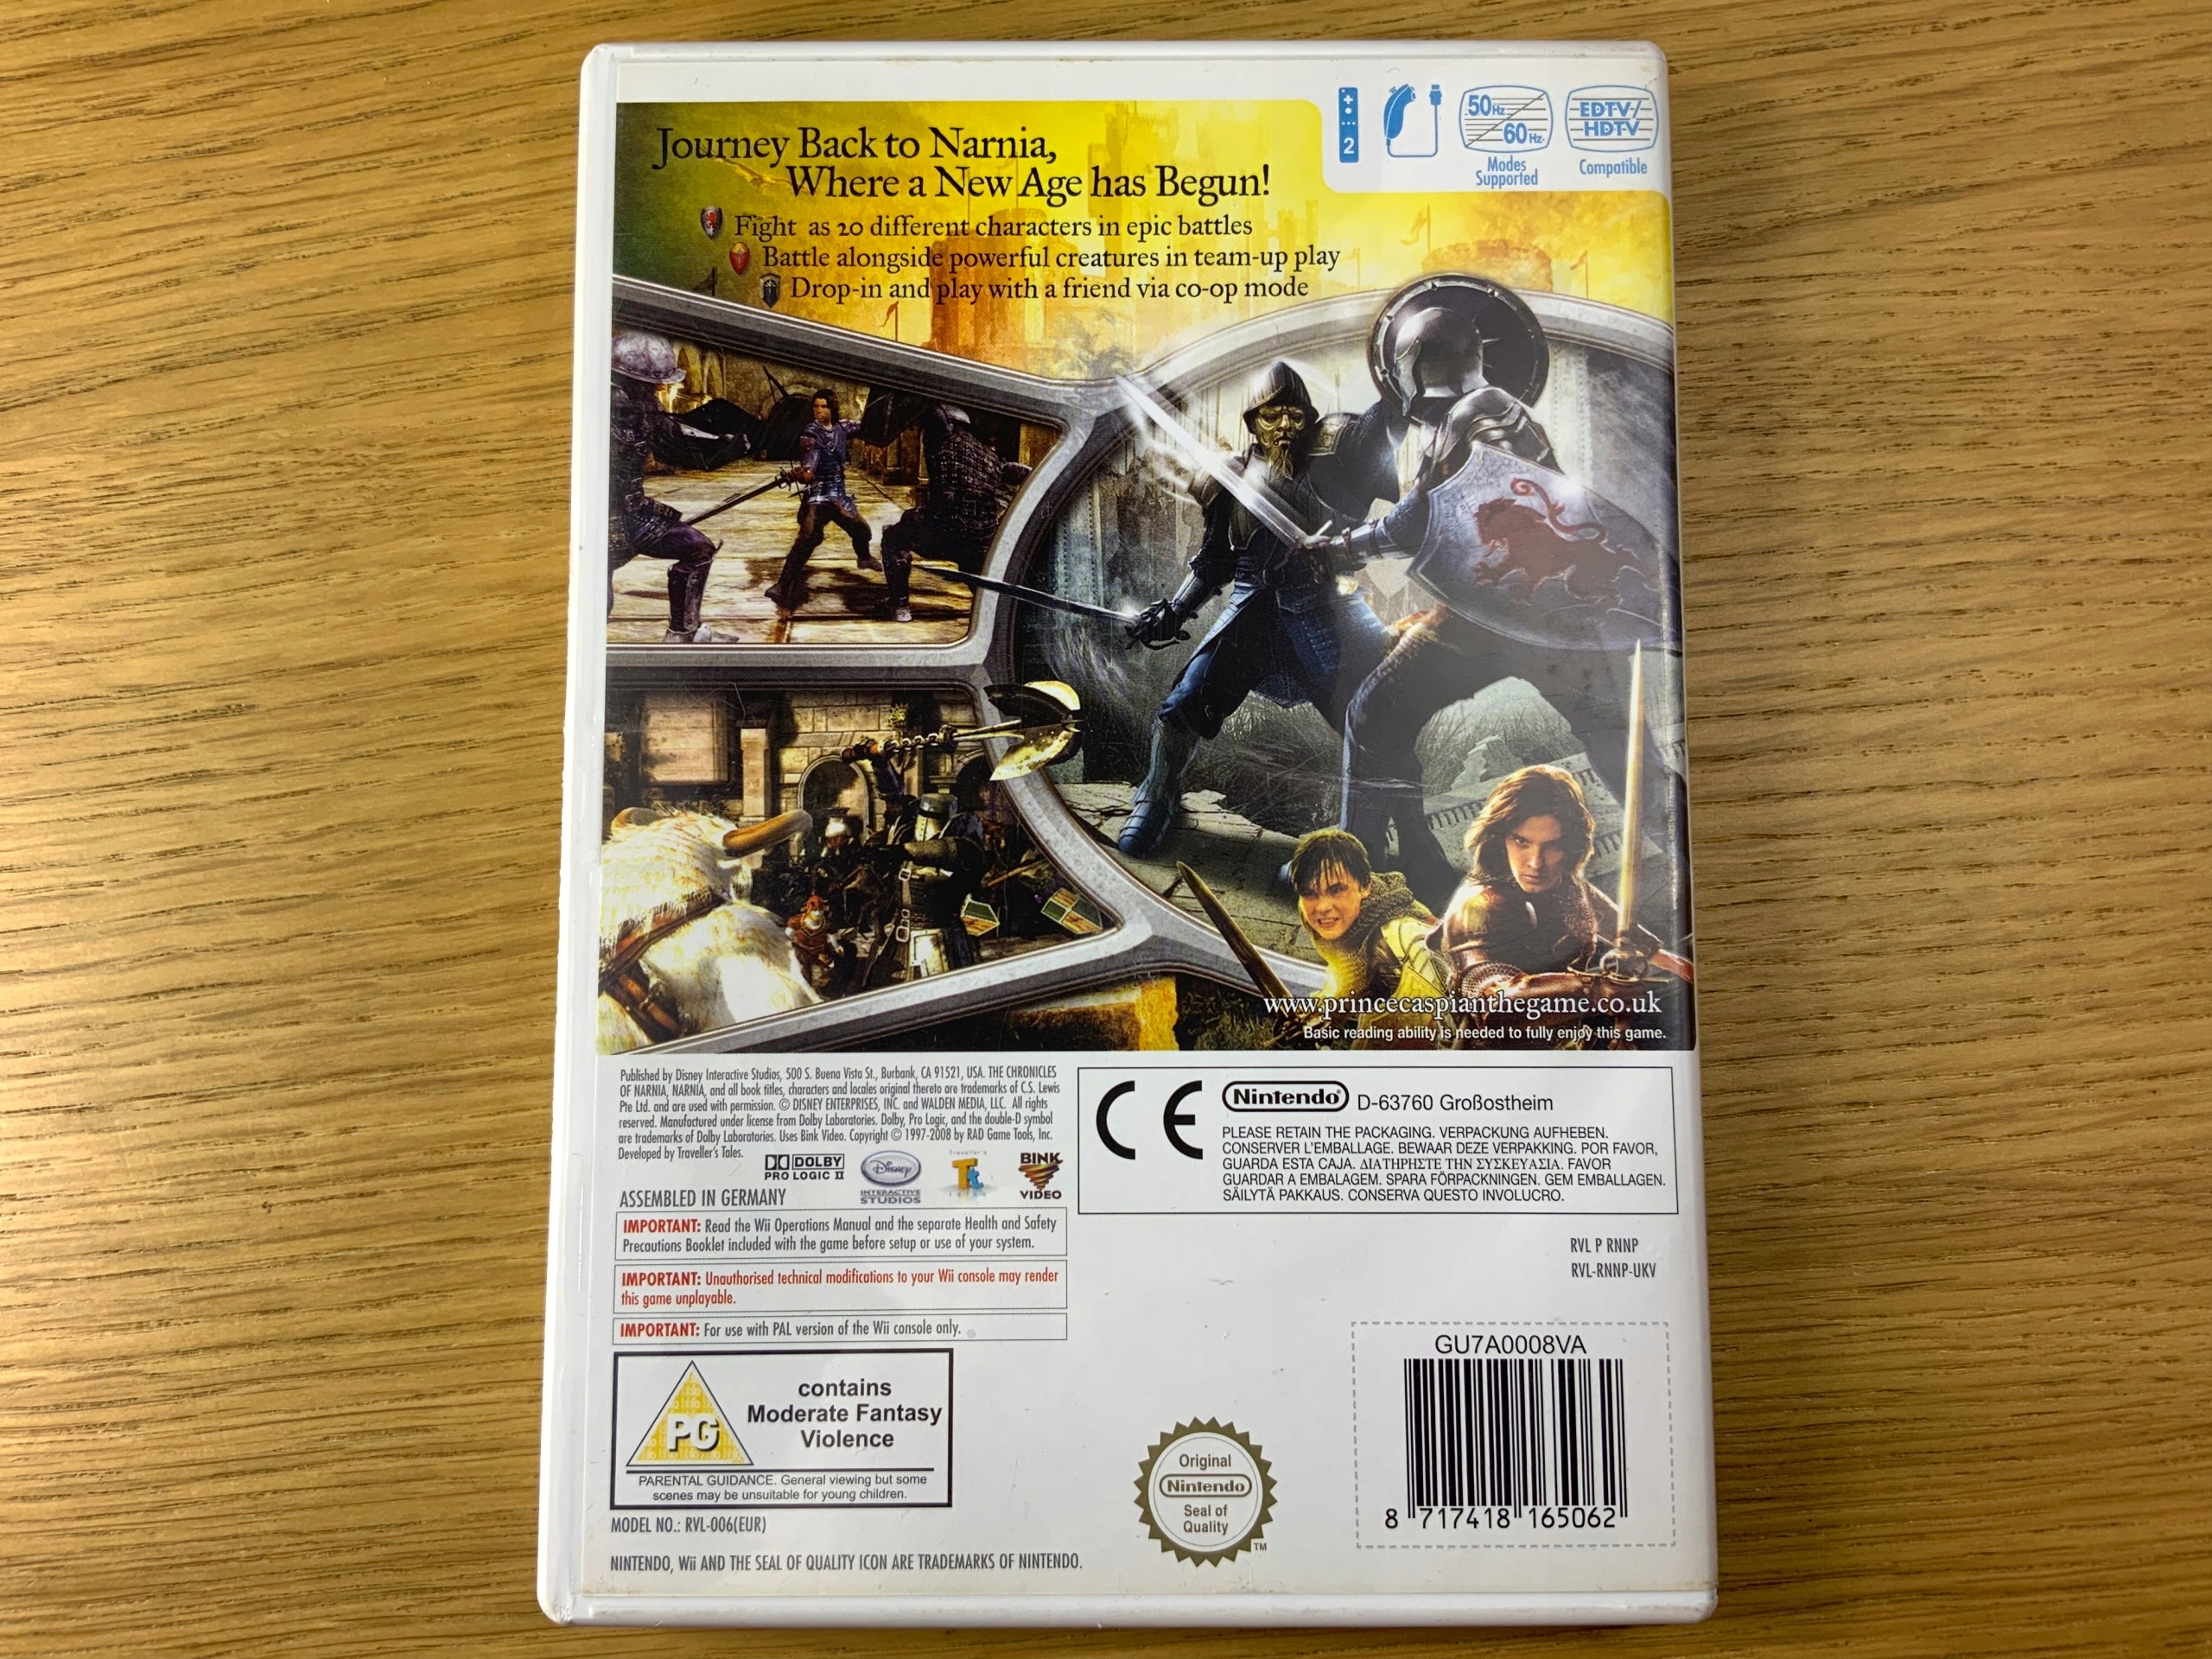 Journey Back to Narnia,
Where a New Age has Begun!
Fight as 20 different characters in epic battles
Battle alongside powerful creatures in team-up play
Drop-in and play with a friend via co-op mode
2
50Hz
60Hz
Modes
Supported
EDTV/
HDTV
Compatible
www.princecaspianthegame.co.uk
Basic reading ability is needed to fully enjoy this game.
Published by Disney Interactive Studios, 500 S. Buena Vista St., Burbank, CA 91521, USA. THE CHRONICLES
OF NARNIA, NARNIA, and all book titles, characters and locales original thereto are trademarks of C.S. Lewis
Pte Ltd. and are used with permission. © DISNEY ENTERPRISES, INC. and WALDEN MEDIA, LLC. All rights
reserved. Manufactured under license from Dolby Laboratories. Dolby, Pro Logic, and the double-D symbol
are trademarks of Dolby Laboratories. Uses Bink Video. Copyright © 1997-2008 by RAD Game Tools, Inc.
Developed by Traveller's Tales.
DOLBY
PRO LOGIC II
Disney
INTERACTIVE
STUDIOS
Traveller's
BINK
VIDEO
ASSEMBLED IN GERMANY
IMPORTANT: Read the Wii Operations Manual and the separate Health and Safety
Precautions Booklet included with the game before setup or use of your system.
IMPORTANT: Unauthorised technical modifications to your Wii console may render
this game unplayable.
IMPORTANT: For use with PAL version of the Wii console only.
CE
Nintendo® D-63760 Großostheim
PLEASE RETAIN THE PACKAGING. VERPACKUNG AUFHEBEN.
CONSERVER L'EMBALLAGE. BEWAAR DEZE VERPAKKING. POR FAVOR,
GUARDA ESTA CAJA. ΔΙΑΤΗΡΗΣΤΕ ΤΗΝ ΣΥΣΚΕΥΑΣΙΑ. FAVOR
GUARDAR A EMBALAGEM. SPARA FÖRPACKNINGEN. GEM EMBALLAGEN.
SÄILYTÄ PAKKAUS. CONSERVA QUESTO INVOLUCRO.
RVL P RNNP
RVL-RNNP-UKV
PG
contains
Moderate Fantasy
Violence
PARENTAL GUIDANCE. General viewing but some
scenes may be unsuitable for young children.
MODEL NO.: RVL-006(EUR)
NINTENDO, Wii AND THE SEAL OF QUALITY ICON ARE TRADEMARKS OF NINTENDO.
Original
Nintendo
Seal of
Quality
TM
GU7A0008VA
8 717418 165062